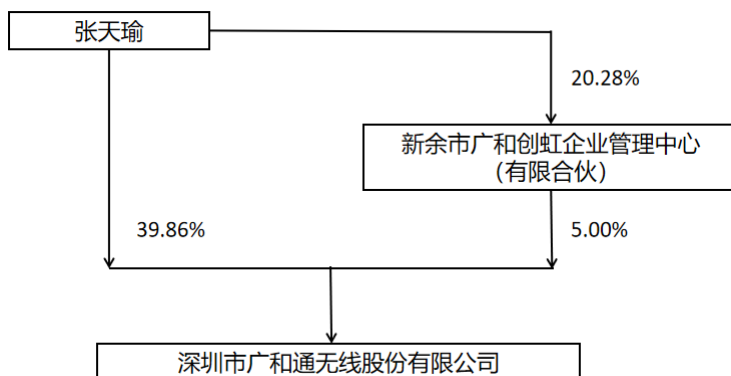 张天瑜
20.28%
新余市广和创虹企业管理中心
（有限合伙）
39.86%
5.00%
深圳市广和通无线股份有限公司